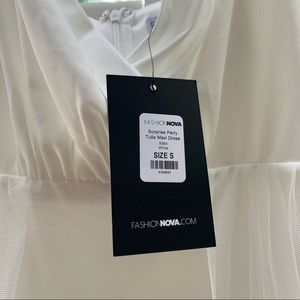 FASHIONNOVA
Surprise Party
Tulle Maxi Dress
White
SIZE S
FASHIONNOVA.COM